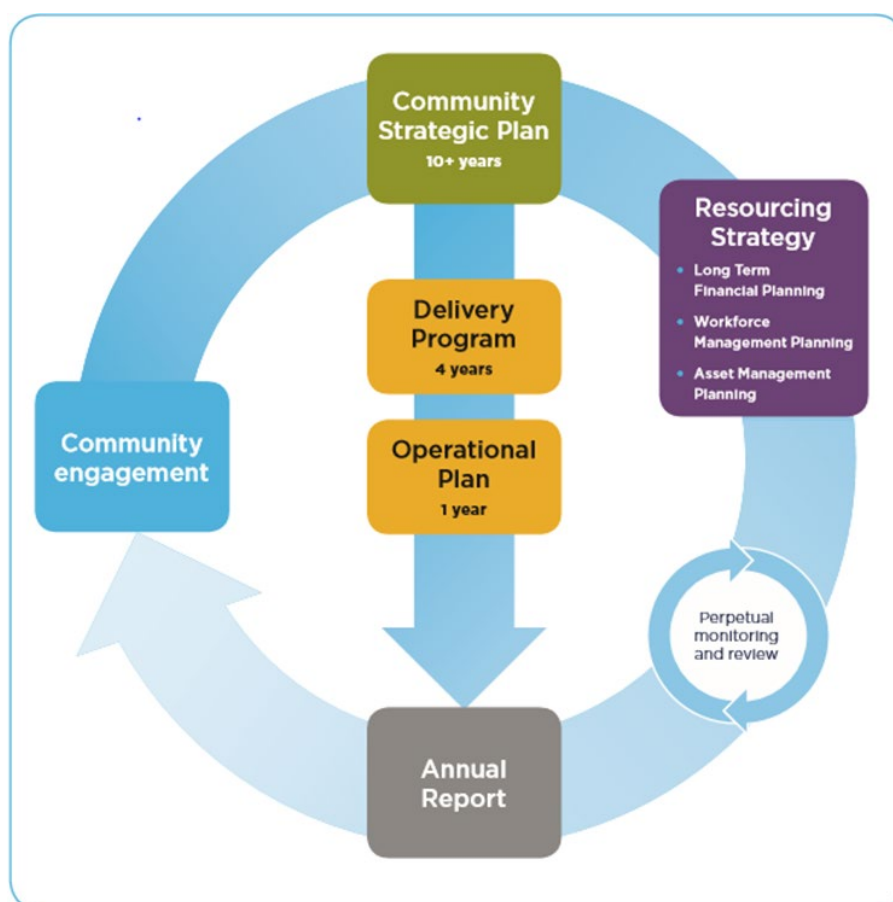 Community
Strategic Plan
10+ years
Resourcing
Strategy
• Long Term
Financial Planning
• Workforce
Management Planning
• Asset Management
Planning
Delivery
Program
4 years
Community
engagement
Operational
Plan
1 year
Perpetual
monitoring
and review
Annual
Report